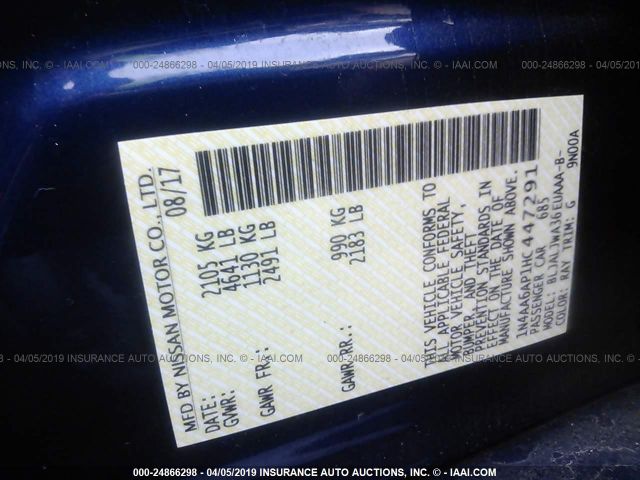 000-24866298 - 04/05/2019 INSURANCE AUTO AUCTIONS. - IAAI.COM
MFD BY NISSAN MOTOR CO., LTD.
DATE: 08/17
GVWR: 2105 KG
4641 LB
GAWR FR.: 1130 KG
2491 LB
GAWR RR.: 990 KG
2183 LB
THIS VEHICLE CONFORMS TO
ALL APPLICABLE FEDERAL
MOTOR VEHICLE SAFETY,
BUMPER, AND THEFT
PREVENTION STANDARDS IN
EFFECT ON THE DATE OF
MANUFACTURE SHOWN ABOVE.
1N4AA6AP1HC447291
PASSENGER CAR 685
MODEL: BLJALJWA36EUAAA-B-
COLOR: RAY TRIM: G 9N00A
000-24866298 - 04/05/2019 INSURANCE AUTO AUCTIONS. - IAAI.COM
000-24866298 - 04/05/2019 INSURANCE AUTO AUCTIONS. - IAAI.COM